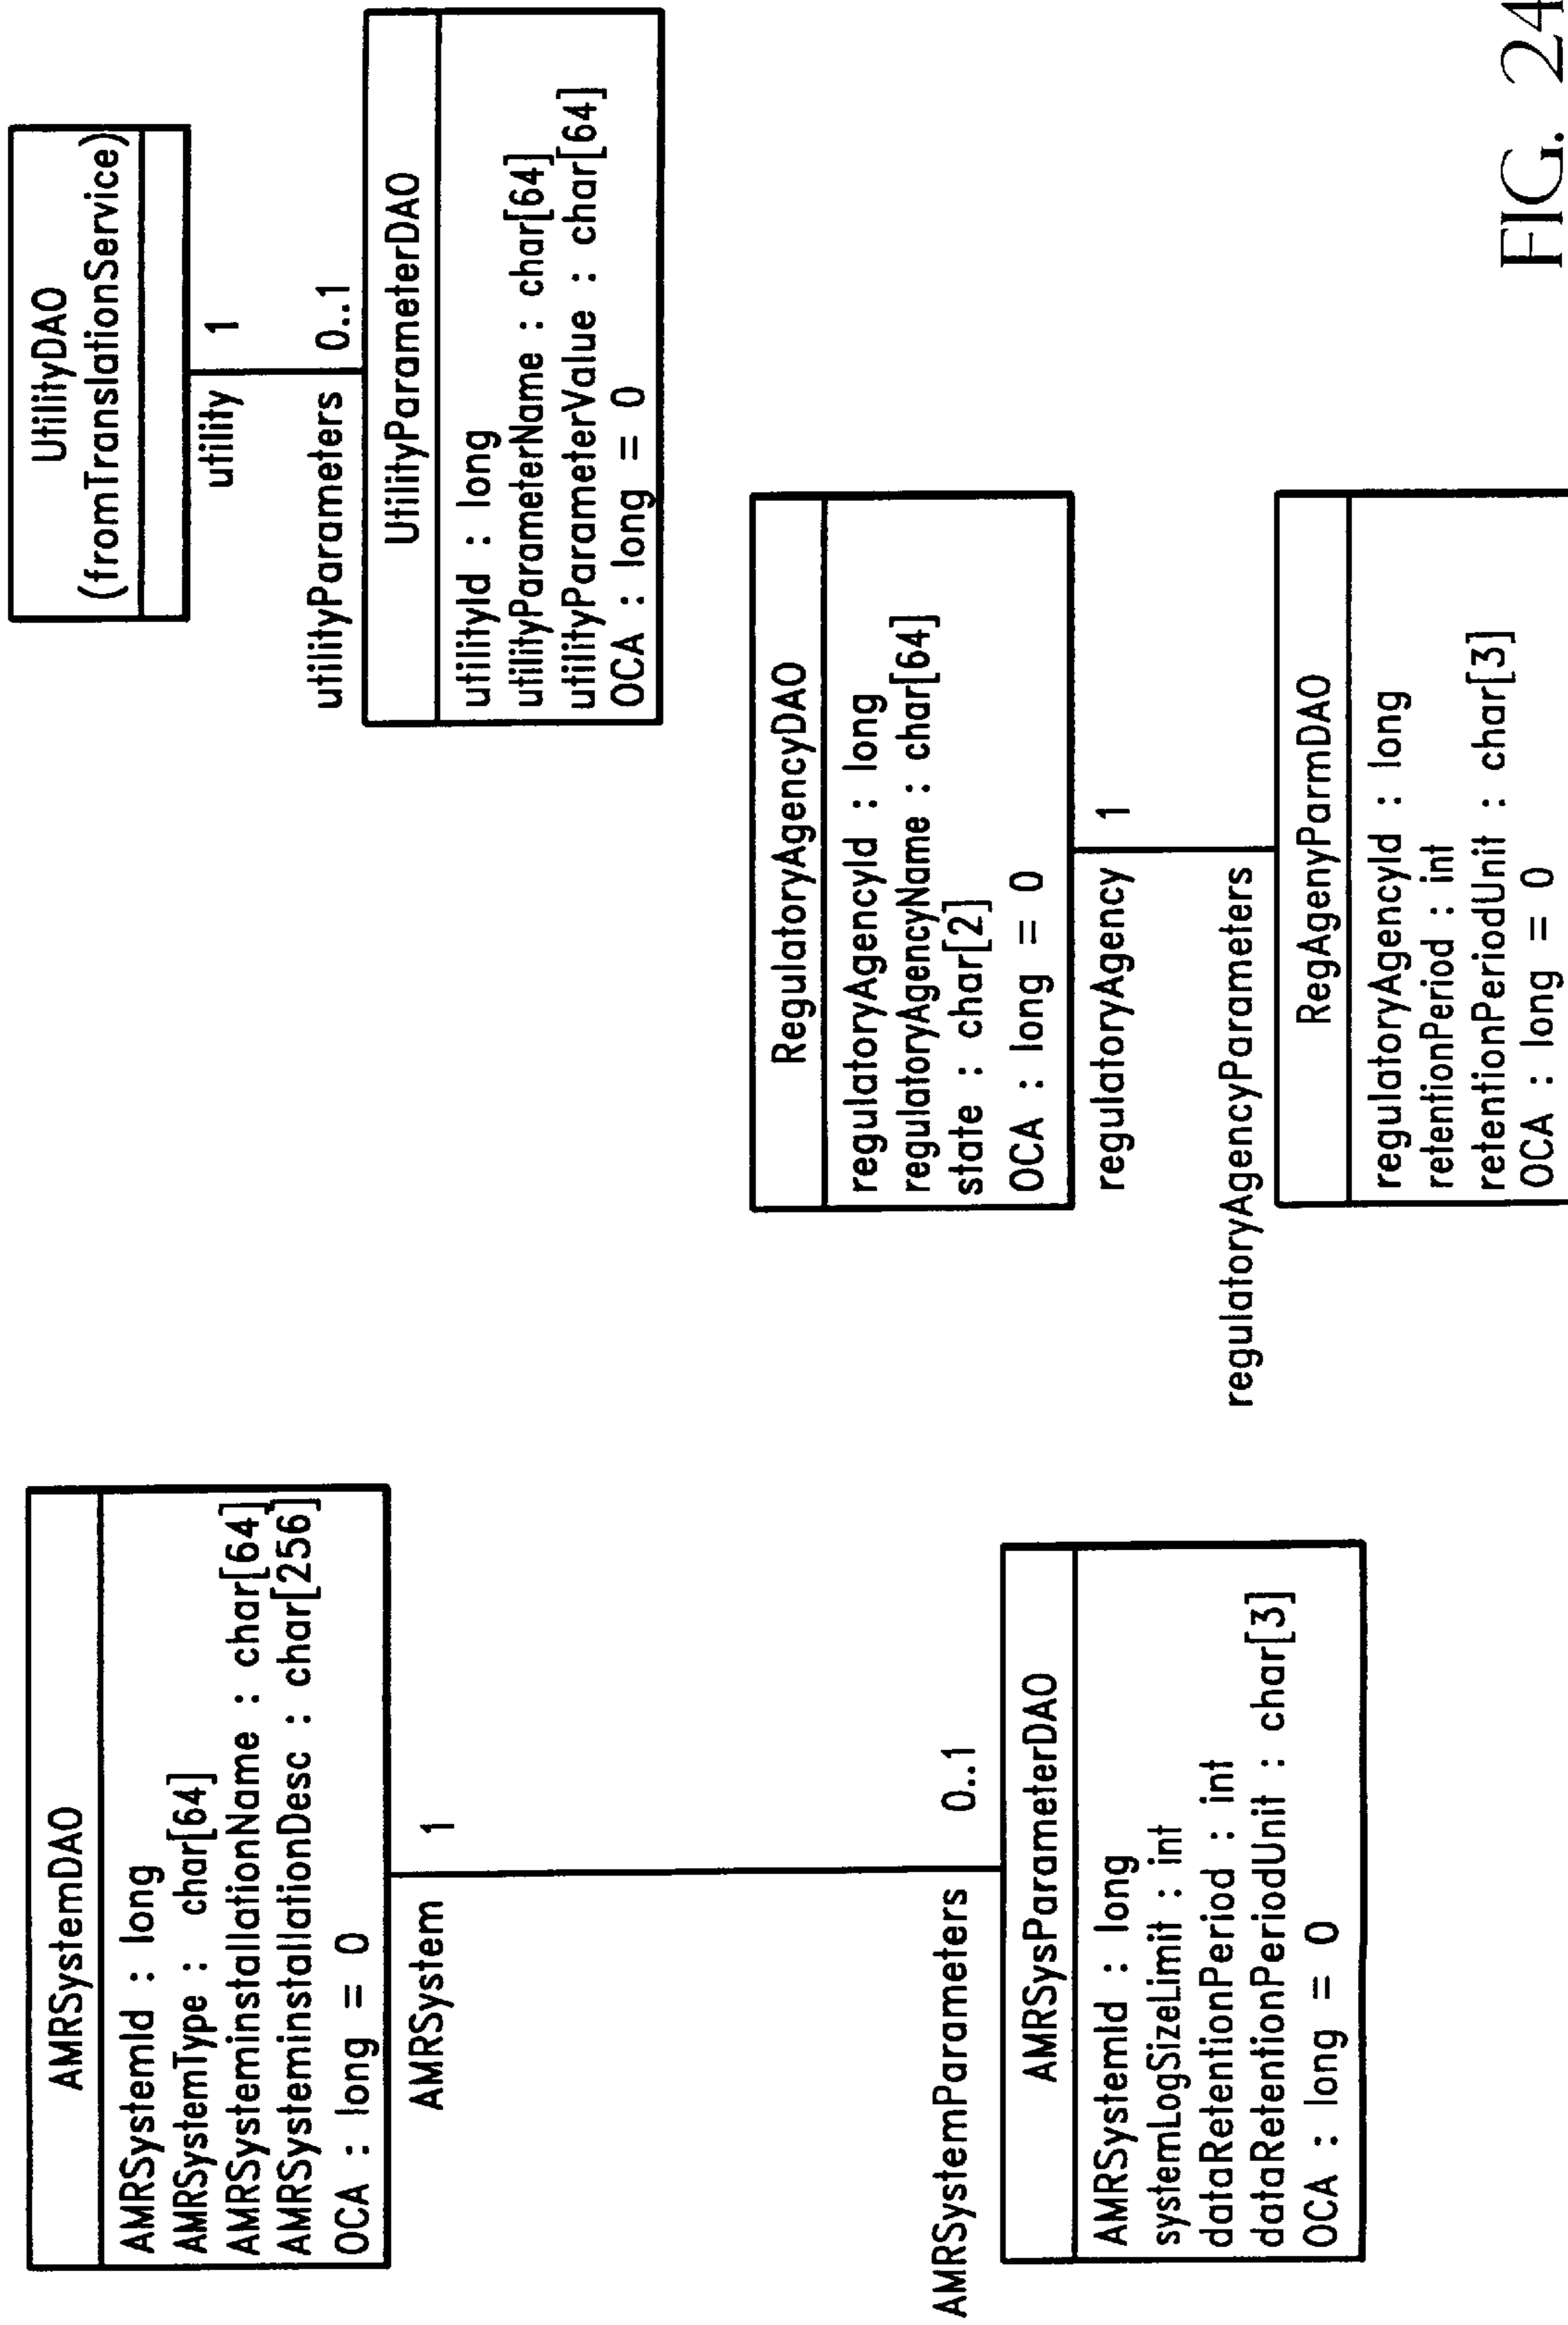 AMRSystemDAO
AMRSystemId : long
AMRSystemType : char[64]
AMRSysteminstallationName : char[64]
AMRSysteminstallationDesc : char[256]
OCA : long = 0
AMRSystem
1
AMRSystemParameters
0..1
AMRSysParameterDAO
AMRSystemId : long
systemLogSizeLimit : int
dataRetentionPeriod : int
dataRetentionPeriodUnit : char[3]
OCA : long = 0
UtilityDAO
(fromTranslationService)
utility
1
utilityParameters
0..1
UtilityParameterDAO
utilityId : long
utilityParameterName : char[64]
utilityParameterValue : char[64]
OCA : long = 0
RegulatoryAgencyDAO
regulatoryAgencyId : long
regulatoryAgencyName : char[64]
state : char[2]
OCA : long = 0
regulatoryAgency
1
regulatoryAgencyParameters
RegAgenyParmDAO
regulatoryAgencyId : long
retentionPeriod : int
retentionPeriodUnit : char[3]
OCA : long = 0
FIG. 24